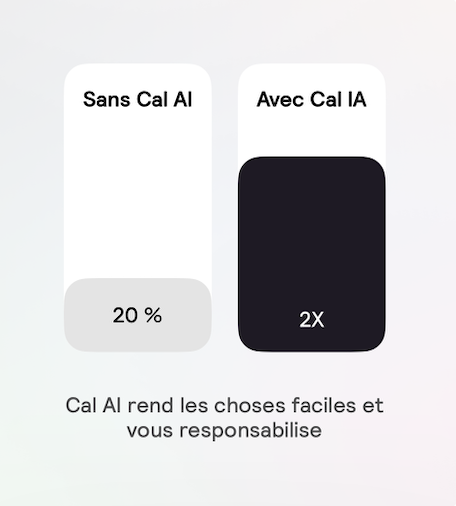 Sans Cal AI
Avec Cal IA
20 %
2X
Cal AI rend les choses faciles et
vous responsabilise